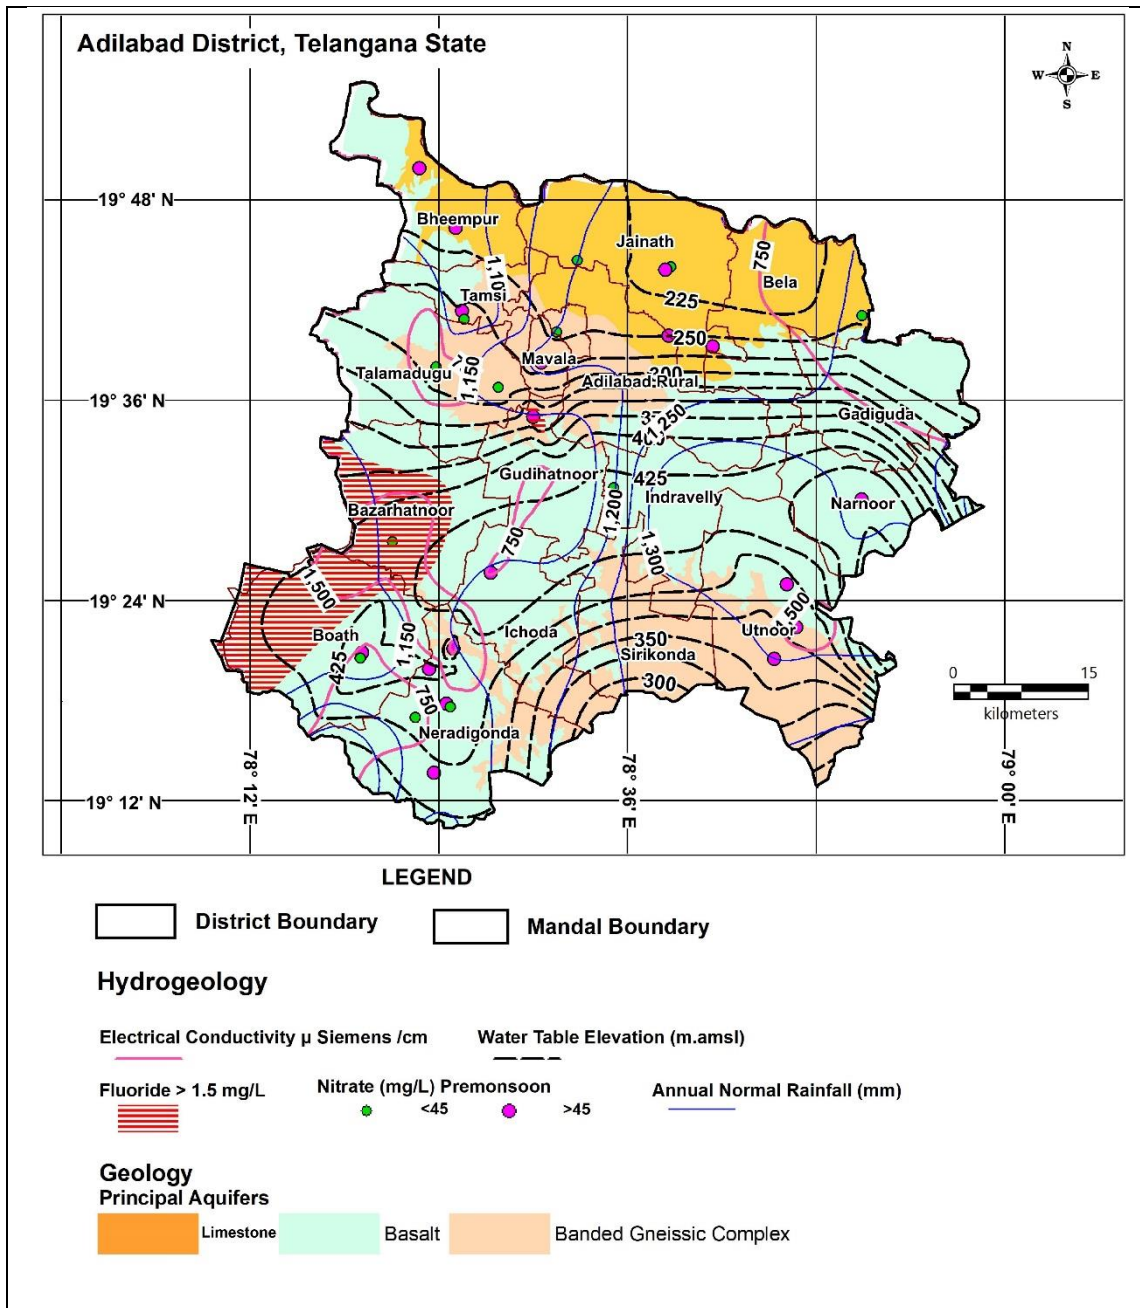 Adilabad District, Telangana State
N
W E
S
19° 48' N
Bheempur
Jainath
750
Bela
1,10
Tamsi
225
250
Mavala
Talamadugu
1,150
300
Adilabad Rural
19° 36' N
1,250
Gadiguda
Gudihatnoor
425
Indravelly
Narnoor
Bazarhatnoor
1,200
750
1,300
1,500
19° 24' N
1,500
Boath
1,150
Ichoda
Utnoor
350
Sirikonda
425
300
0 15
kilometers
750
Neradigonda
19° 12' N
78° 12' E
78° 36' E
79° 00' E
LEGEND
District Boundary Mandal Boundary
Hydrogeology
Electrical Conductivity µ Siemens /cm Water Table Elevation (m.amsl)
Fluoride > 1.5 mg/L Nitrate (mg/L) Premonsoon Annual Normal Rainfall (mm)
<45 >45
Geology
Principal Aquifers
Limestone Basalt Banded Gneissic Complex